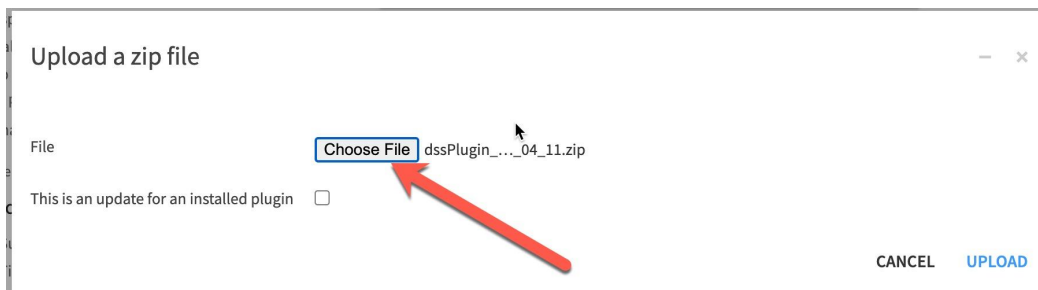 Upload a zip file
File
Choose File dssPlugin_..._04_11.zip
This is an update for an installed plugin
CANCEL UPLOAD